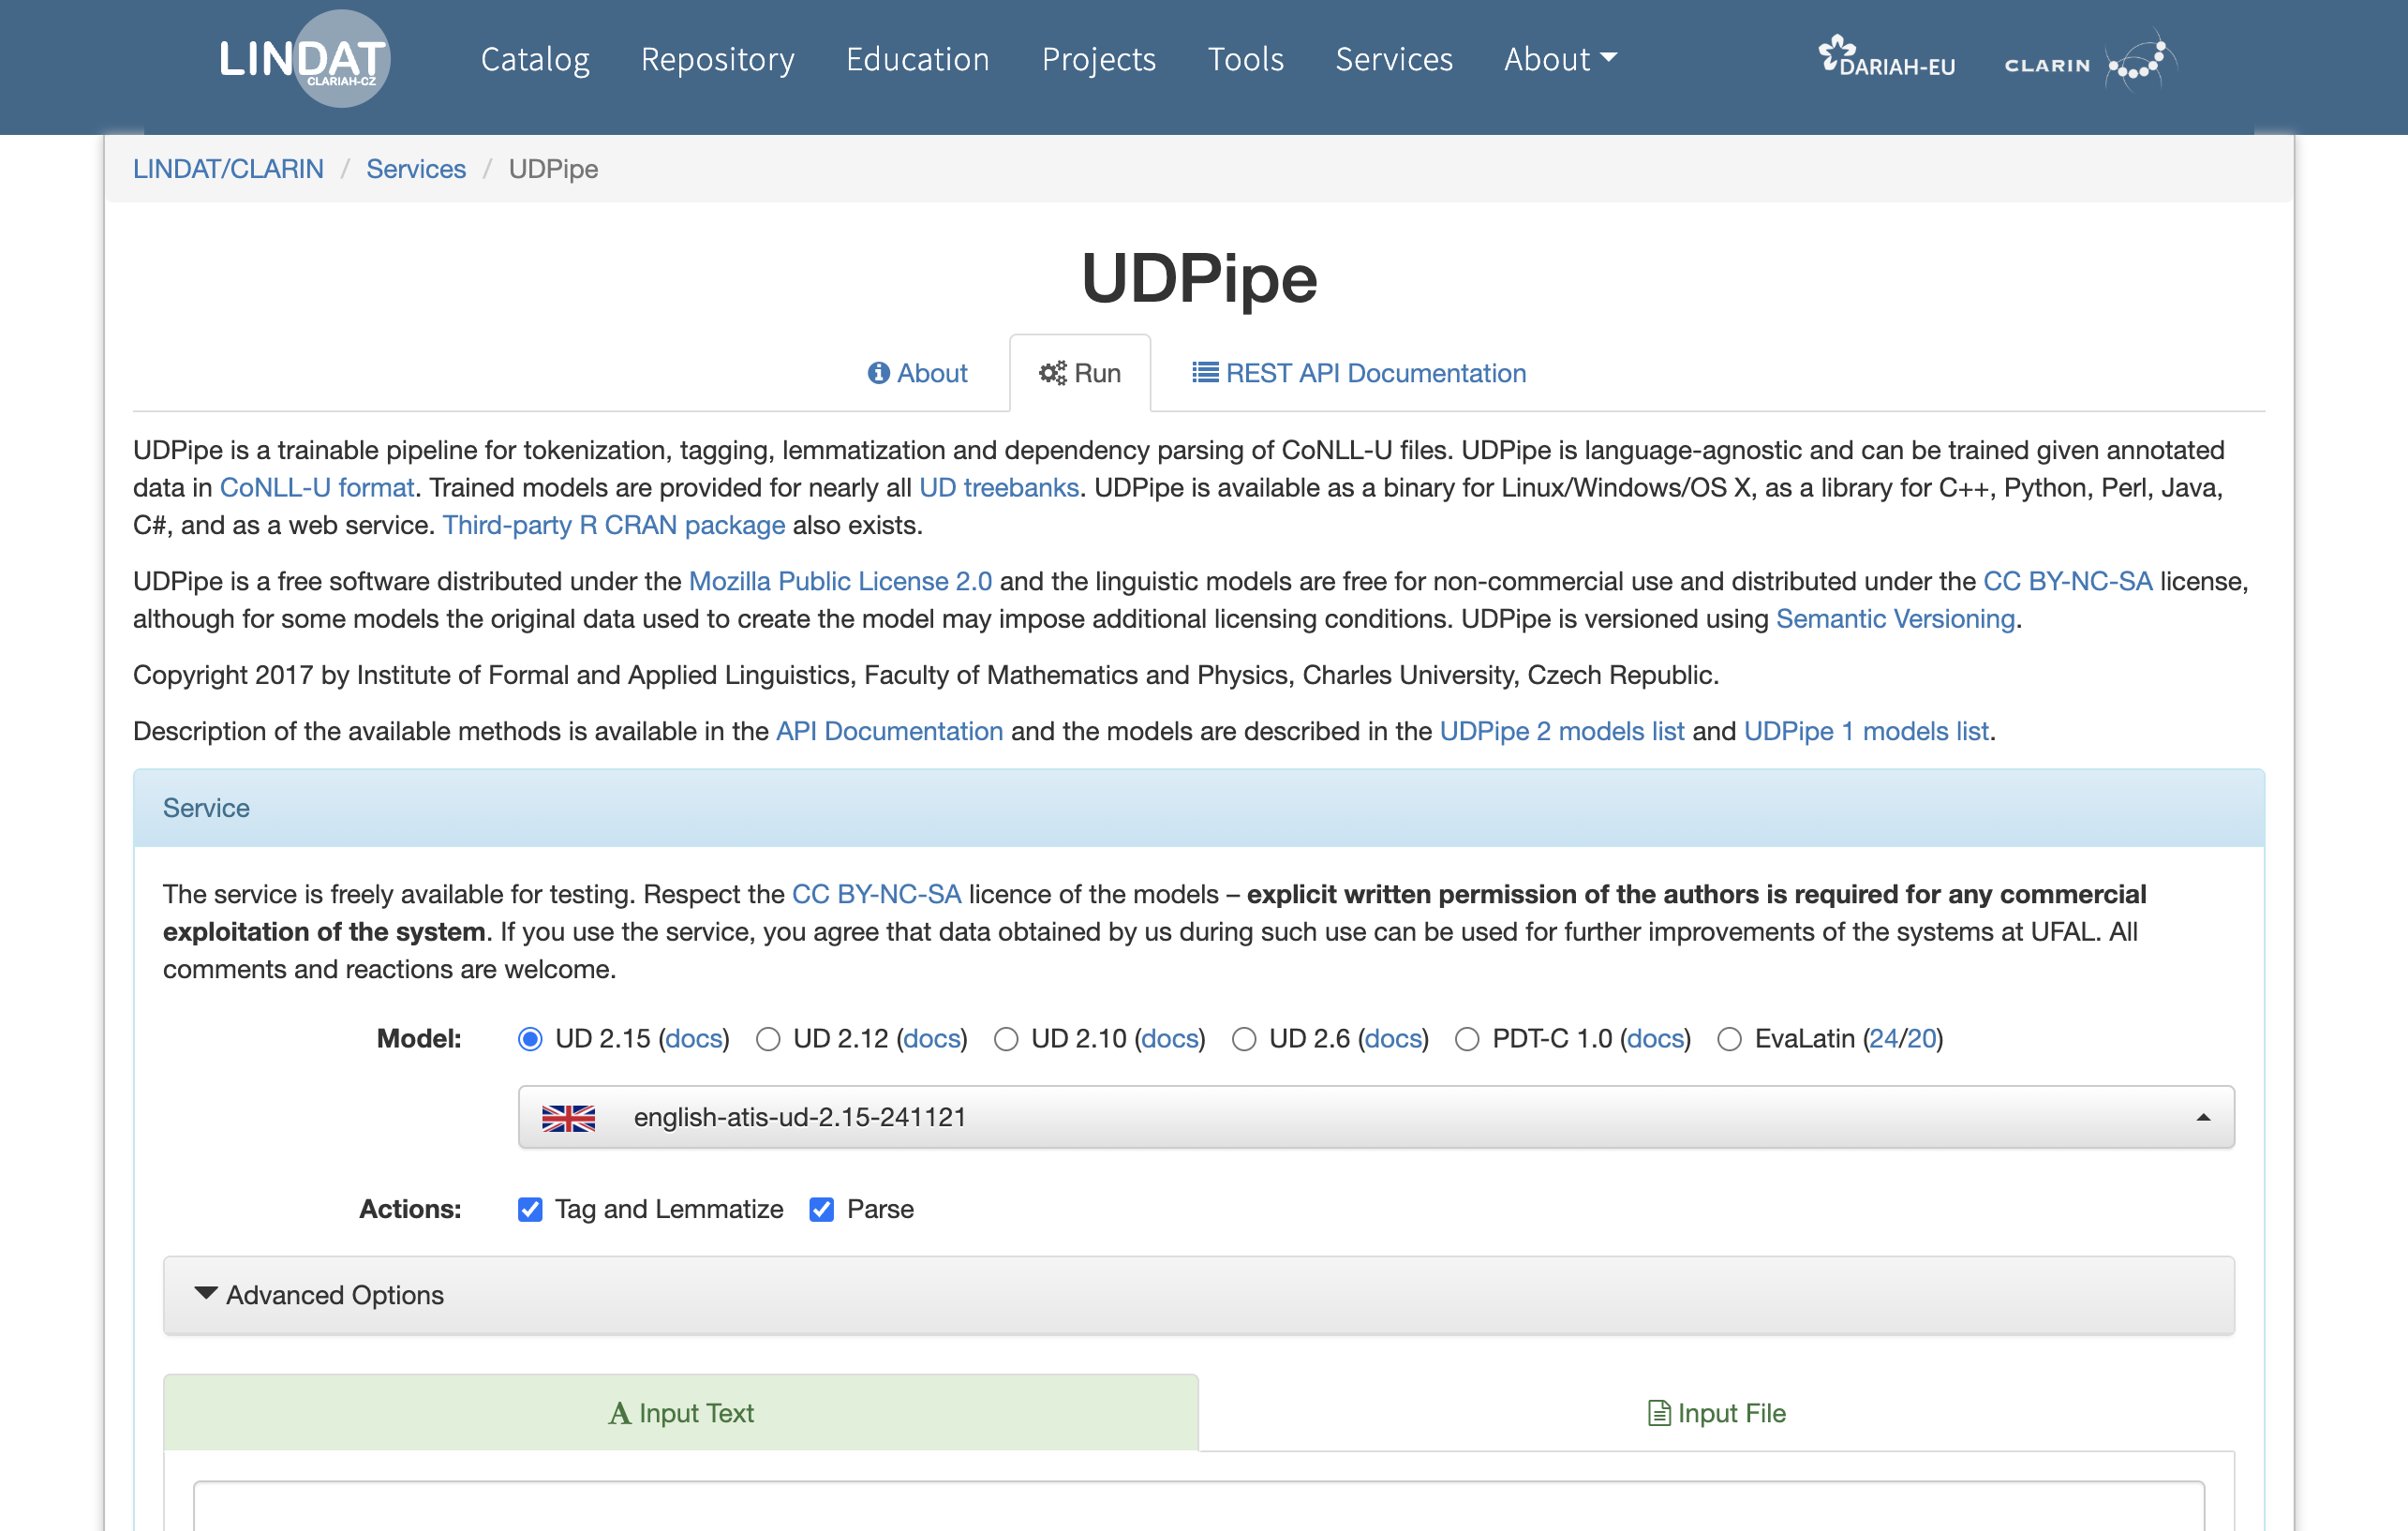 LINDAT
CLARIAH-CZ
Catalog Repository Education Projects Tools Services About
DARIAH-EU CLARIN
LINDAT/CLARIN / Services / UDPipe
UDPipe
About Run REST API Documentation
UDPipe is a trainable pipeline for tokenization, tagging, lemmatization and dependency parsing of CoNLL-U files. UDPipe is language-agnostic and can be trained given annotated
data in CoNLL-U format. Trained models are provided for nearly all UD treebanks. UDPipe is available as a binary for Linux/Windows/OS X, as a library for C++, Python, Perl, Java,
C#, and as a web service. Third-party R CRAN package also exists.
UDPipe is a free software distributed under the Mozilla Public License 2.0 and the linguistic models are free for non-commercial use and distributed under the CC BY-NC-SA license,
although for some models the original data used to create the model may impose additional licensing conditions. UDPipe is versioned using Semantic Versioning.
Copyright 2017 by Institute of Formal and Applied Linguistics, Faculty of Mathematics and Physics, Charles University, Czech Republic.
Description of the available methods is available in the API Documentation and the models are described in the UDPipe 2 models list and UDPipe 1 models list.
Service
The service is freely available for testing. Respect the CC BY-NC-SA licence of the models – explicit written permission of the authors is required for any commercial
exploitation of the system. If you use the service, you agree that data obtained by us during such use can be used for further improvements of the systems at UFAL. All
comments and reactions are welcome.
Model: UD 2.15 (docs) UD 2.12 (docs) UD 2.10 (docs) UD 2.6 (docs) PDT-C 1.0 (docs) EvaLatin (24/20)
english-atis-ud-2.15-241121
Actions: Tag and Lemmatize Parse
Advanced Options
Input Text Input File